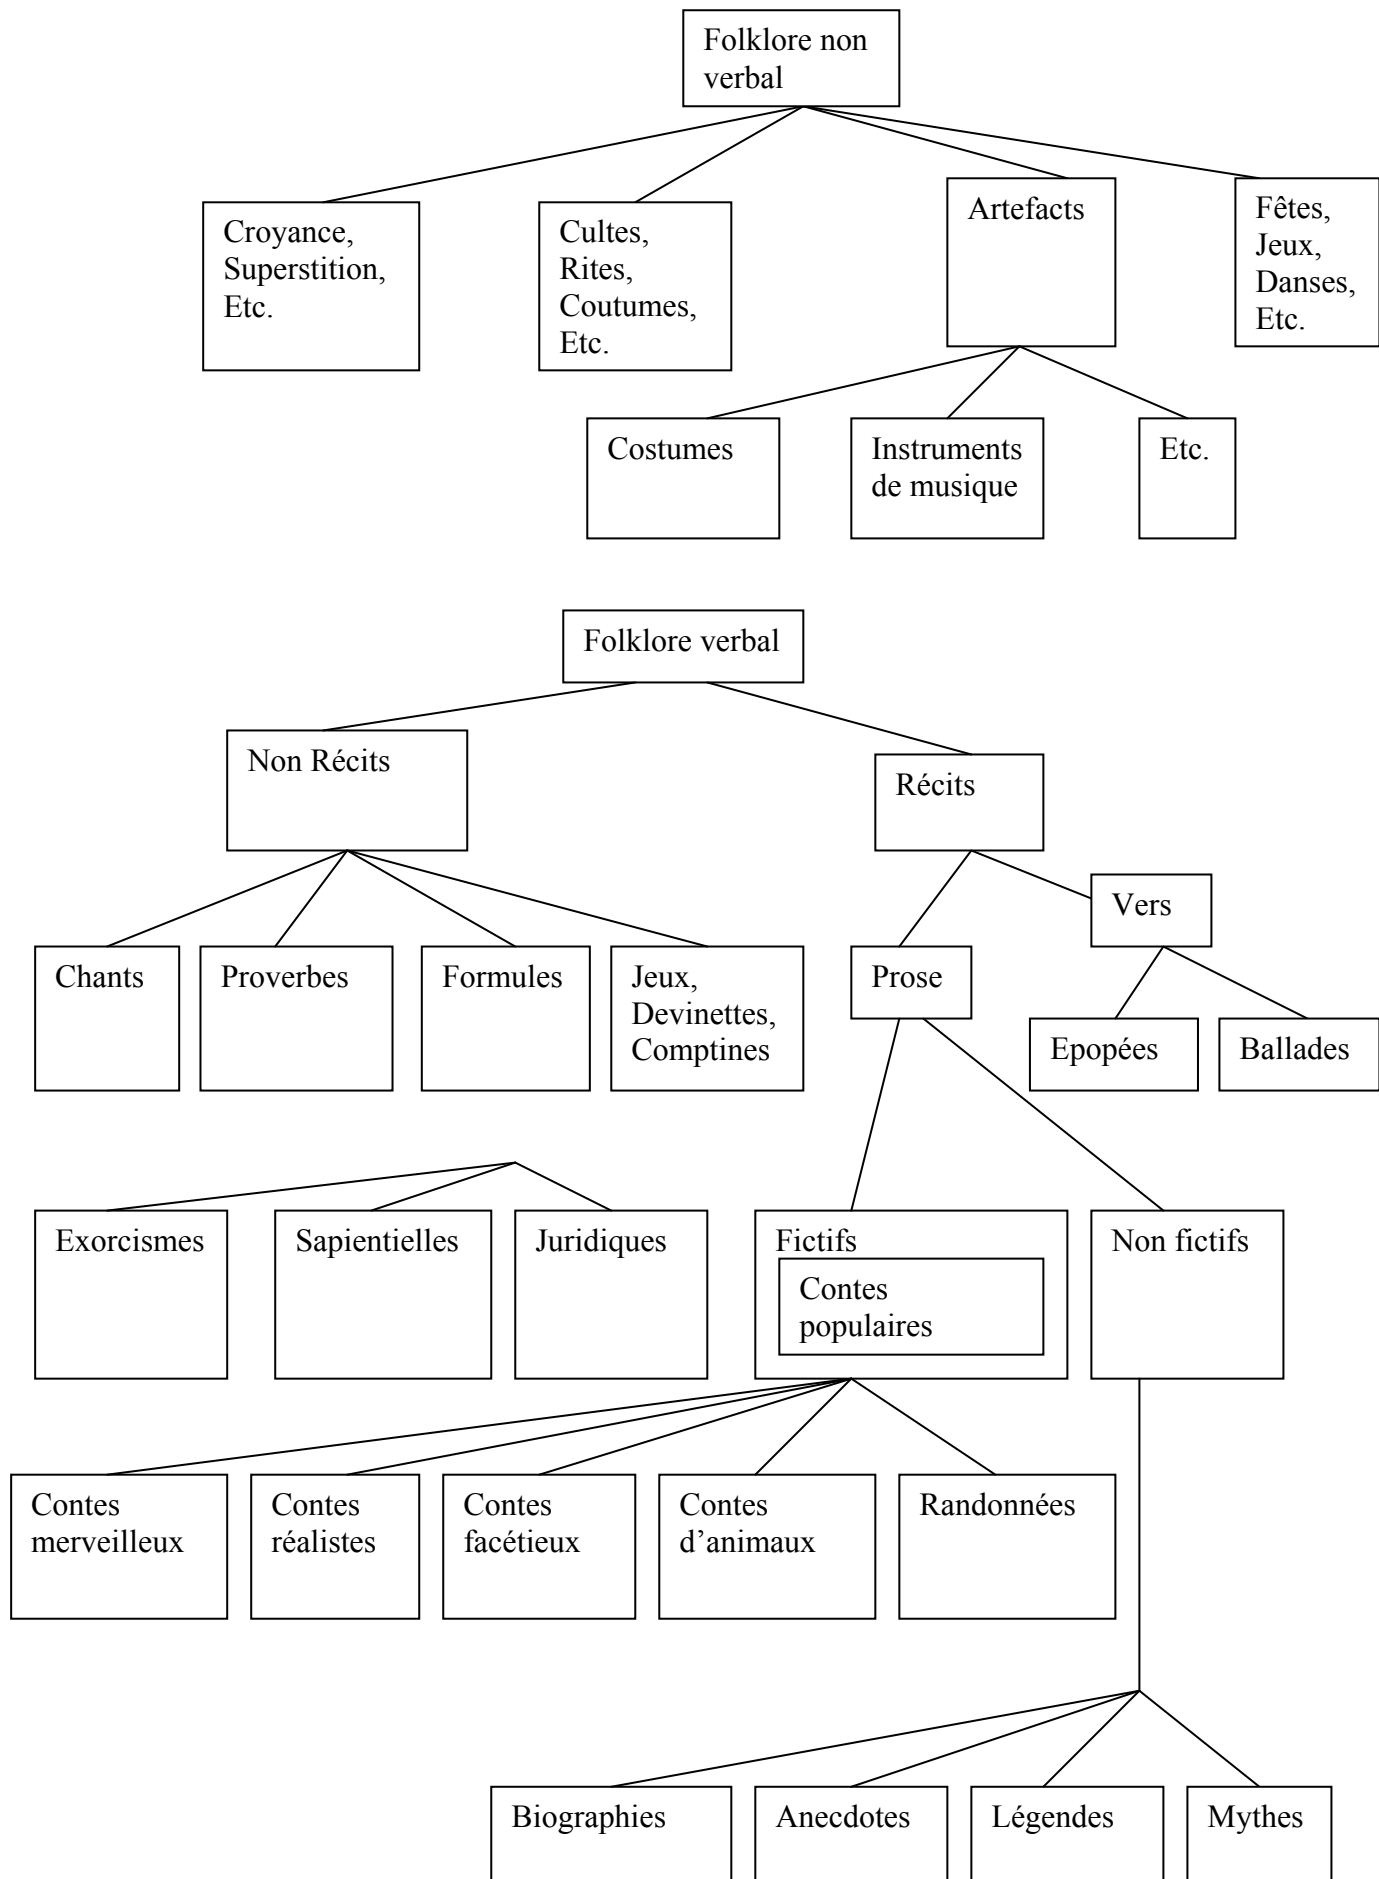 Folklore non
verbal
Croyance,
Superstition,
Etc.
Cultes,
Rites,
Coutumes,
Etc.
Artefacts
Fêtes,
Jeux,
Danses,
Etc.
Costumes
Instruments
de musique
Etc.
Folklore verbal
Non Récits
Récits
Vers
Chants
Proverbes
Formules
Jeux,
Devinettes,
Comptines
Prose
Epopées
Ballades
Exorcismes
Sapientielles
Juridiques
Fictifs
Contes
populaires
Non fictifs
Contes
merveilleux
Contes
réalistes
Contes
facétieux
Contes
d’animaux
Randonnées
Biographies
Anecdotes
Légendes
Mythes